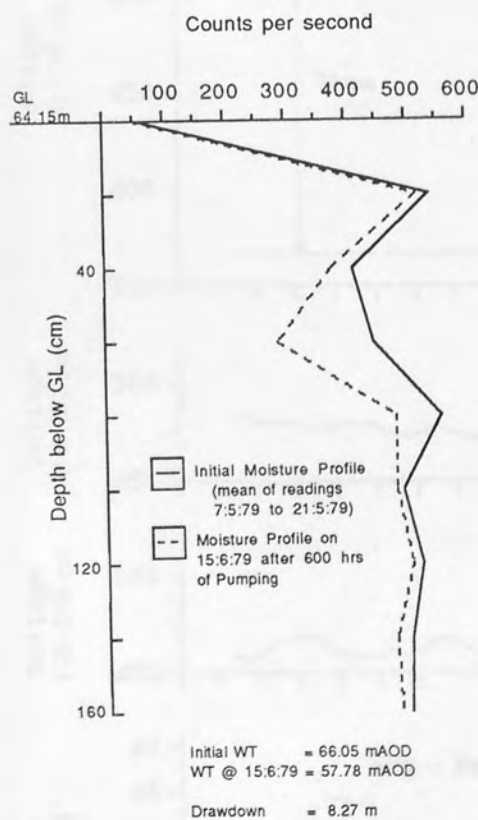 Counts per second
GL
64.15m
100 200 300 400 500 600
40
120
160
Depth below GL (cm)
Initial Moisture Profile
(mean of readings
7:5:79 to 21:5:79)
Moisture Profile on
15:6:79 after 600 hrs
of Pumping
Initial WT = 66.05 mAOD
WT @ 15:6:79 = 57.78 mAOD
Drawdown = 8.27 m